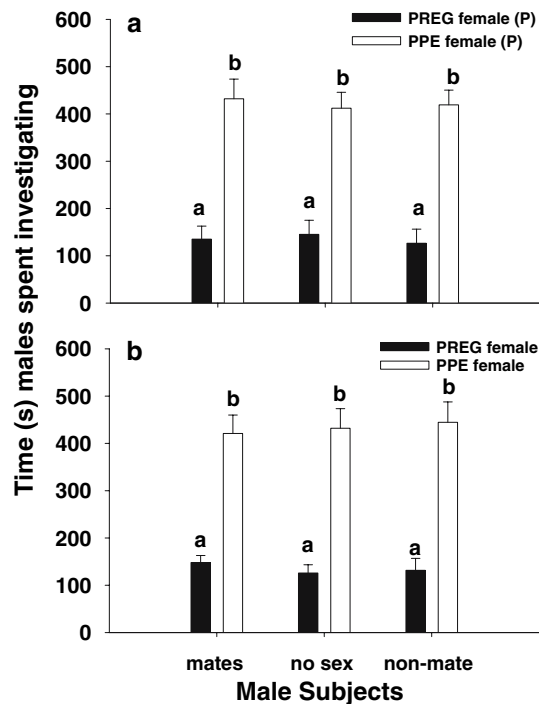 Time (s) males spent investigating
a
PREG female (P)
PPE female (P)
600
500
400
300
200
100
0
a
b
a
b
a
b
b
PREG female
PPE female
600
500
400
300
200
100
0
a
b
a
b
a
b
mates
no sex
non-mate
Male Subjects